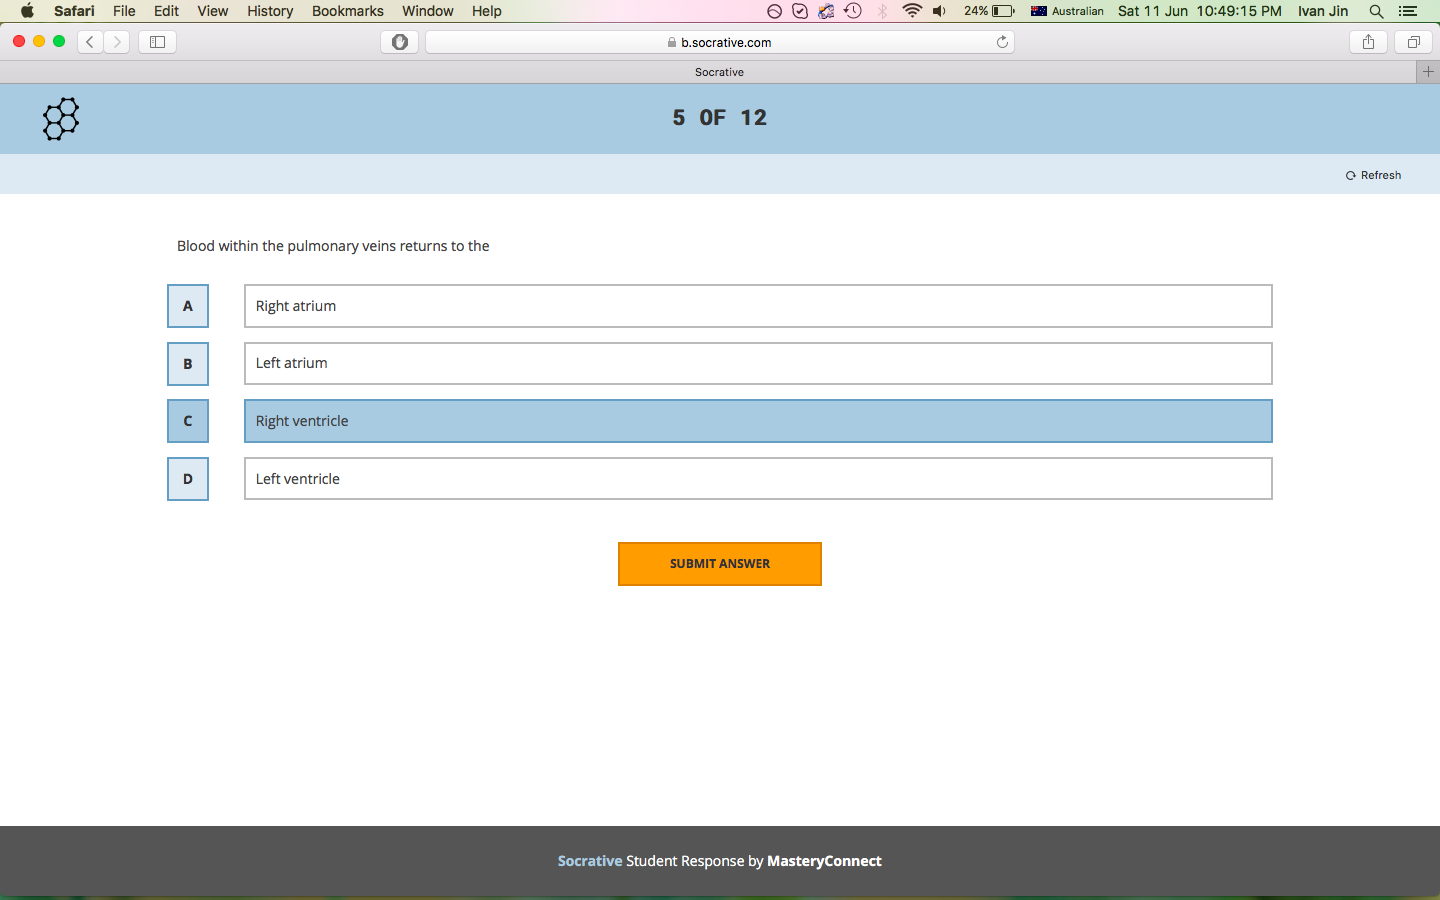 Safari File Edit View History Bookmarks Window Help 24% Australian Sat 11 Jun 10:49:15 PM Ivan Jin
b.socrative.com
Socrative
5 OF 12
Refresh
Blood within the pulmonary veins returns to the
A Right atrium
B Left atrium
C Right ventricle
D Left ventricle
SUBMIT ANSWER
Socrative Student Response by MasteryConnect